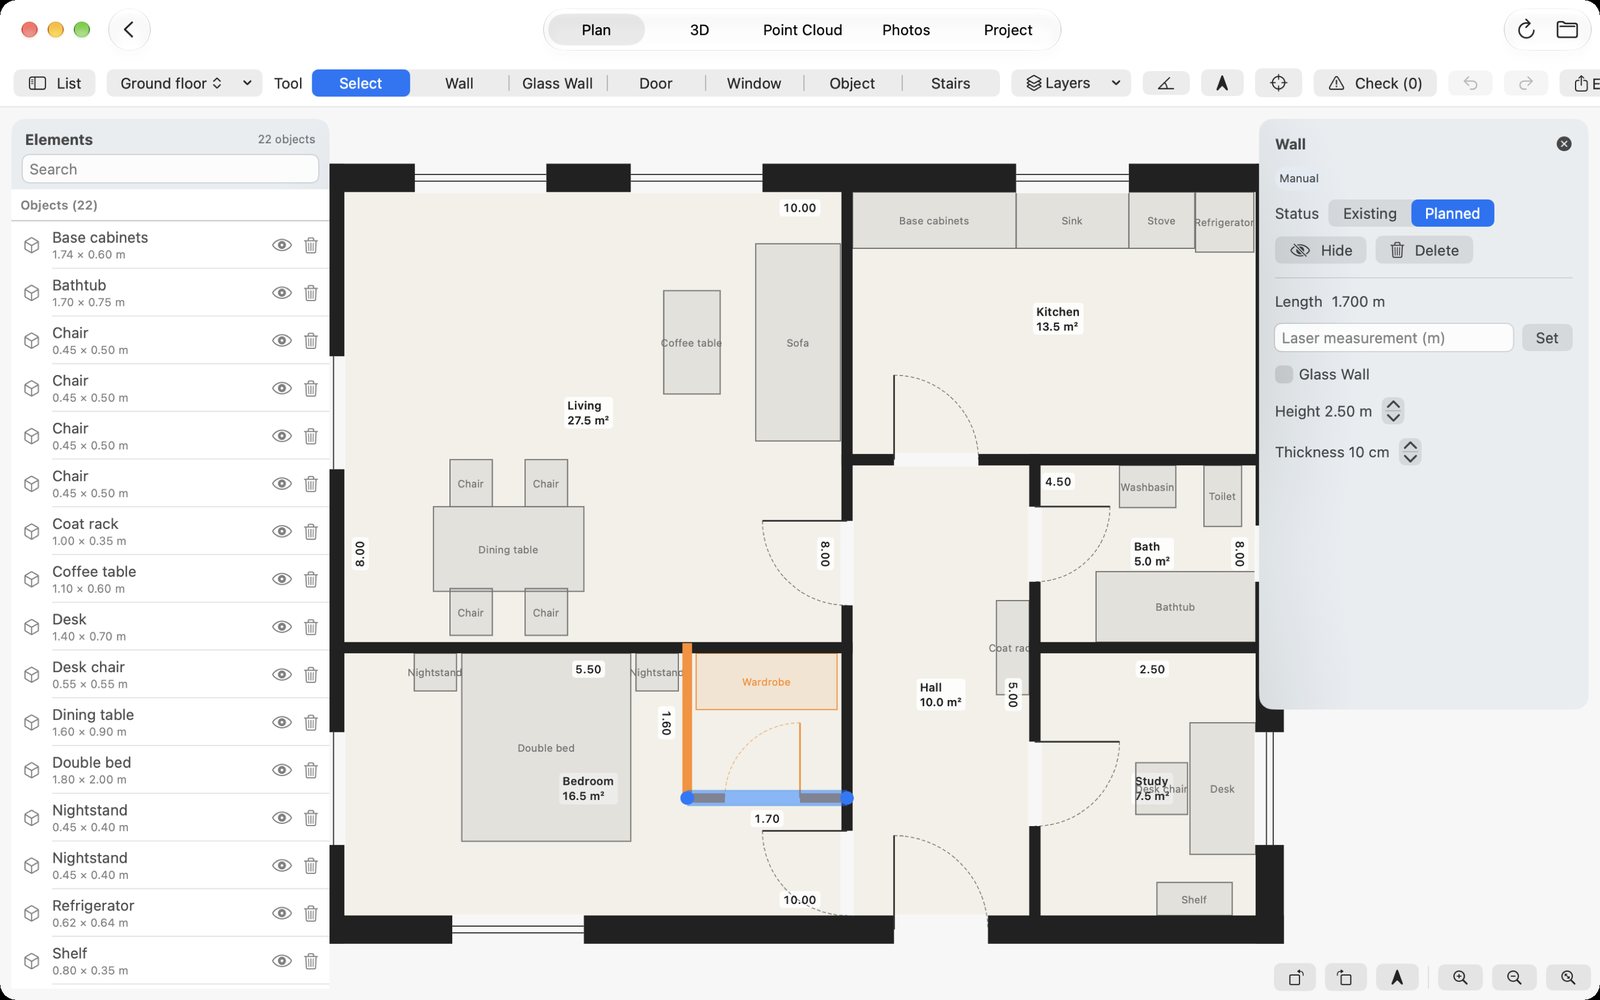 Plan
3D
Point Cloud
Photos
Project
List
Ground floor
Tool
Select
Wall
Glass Wall
Door
Window
Object
Stairs
Layers
Check (0)
E
Elements
22 objects
Search
Objects (22)
Base cabinets
1.74 × 0.60 m
Bathtub
1.70 × 0.75 m
Chair
0.45 × 0.50 m
Chair
0.45 × 0.50 m
Chair
0.45 × 0.50 m
Chair
0.45 × 0.50 m
Coat rack
1.00 × 0.35 m
Coffee table
1.10 × 0.60 m
Desk
1.40 × 0.70 m
Desk chair
0.55 × 0.55 m
Dining table
1.60 × 0.90 m
Double bed
1.80 × 2.00 m
Nightstand
0.45 × 0.40 m
Nightstand
0.45 × 0.40 m
Refrigerator
0.62 × 0.64 m
Shelf
0.80 × 0.35 m
10.00
Base cabinets
Sink
Stove
Refrigerator
Coffee table
Sofa
Kitchen
13.5 m²
Living
27.5 m²
Chair
Chair
Dining table
Chair
Chair
8.00
8.00
4.50
Washbasin
Toilet
Bath
5.0 m²
8.00
Bathtub
Nightstand
5.50
Nightstand
Wardrobe
1.60
Double bed
Bedroom
16.5 m²
1.70
10.00
Coat rac
Hall
10.0 m²
5.00
2.50
Study
7.5 m²
Desk chair
Desk
Shelf
Wall
Manual
Status
Existing
Planned
Hide
Delete
Length 1.700 m
Laser measurement (m)
Set
Glass Wall
Height 2.50 m
Thickness 10 cm